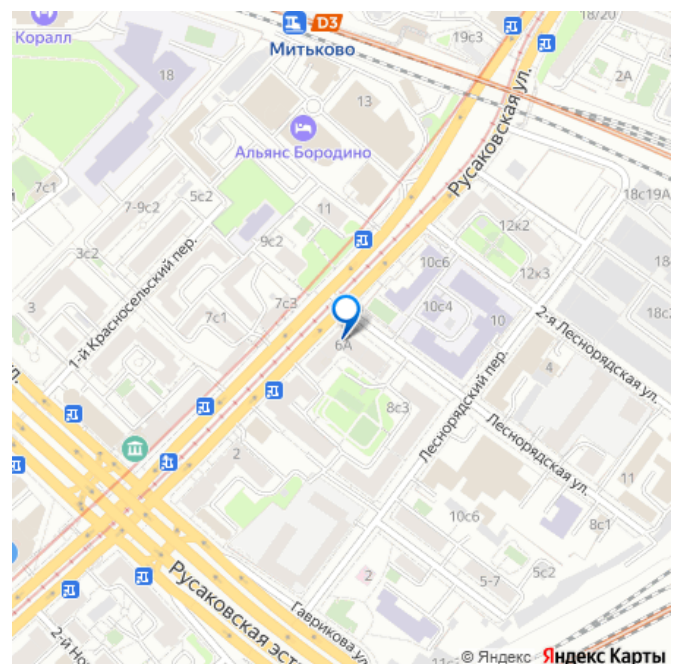 Коралл
D3
Митьково
19с3
18/20
2А
18
13
Альянс Бородино
Русаковская ул.
7с1
5с2
7-9с2
11
18с19А
9с2
12к2
3с2
1-й Красносельский пер.
10с6
12к3
18
7с3
10с4
3
7с1
10
18с2
2-я Леснорядская ул.
6А
4
8с3
Леснорядский пер.
Леснорядская ул.
2
11
10с6
8с1
5с2
2
5-7
Русаковская эст
Гаврикова ул
2-й Но
© Яндекс Яндекс Карты